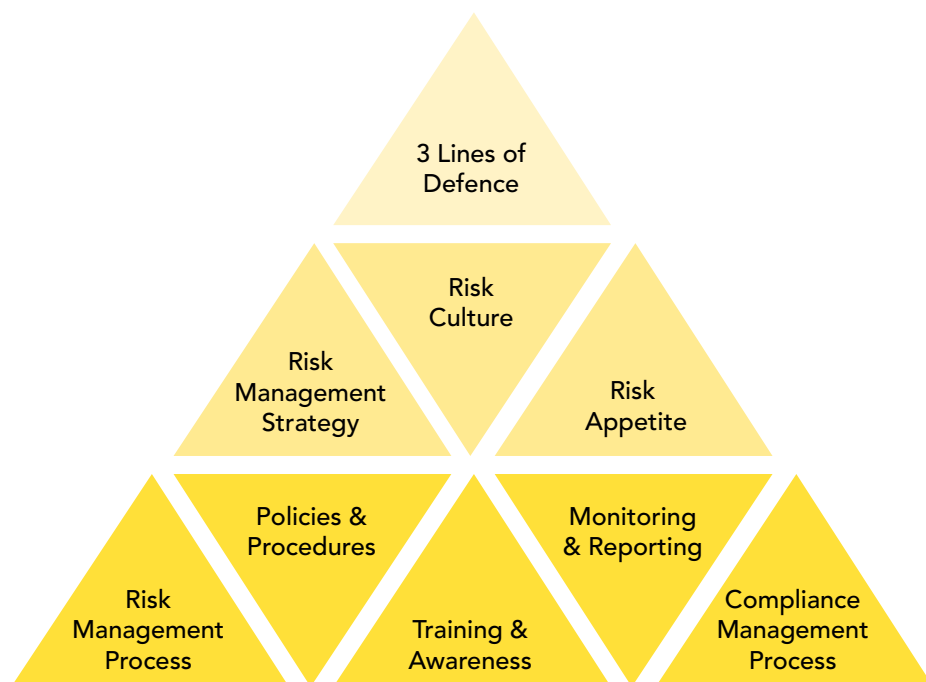 3 Lines of
Defence
Risk
Culture
Risk
Management
Strategy
Risk
Appetite
Policies &
Procedures
Monitoring
& Reporting
Risk
Management
Process
Training &
Awareness
Compliance
Management
Process